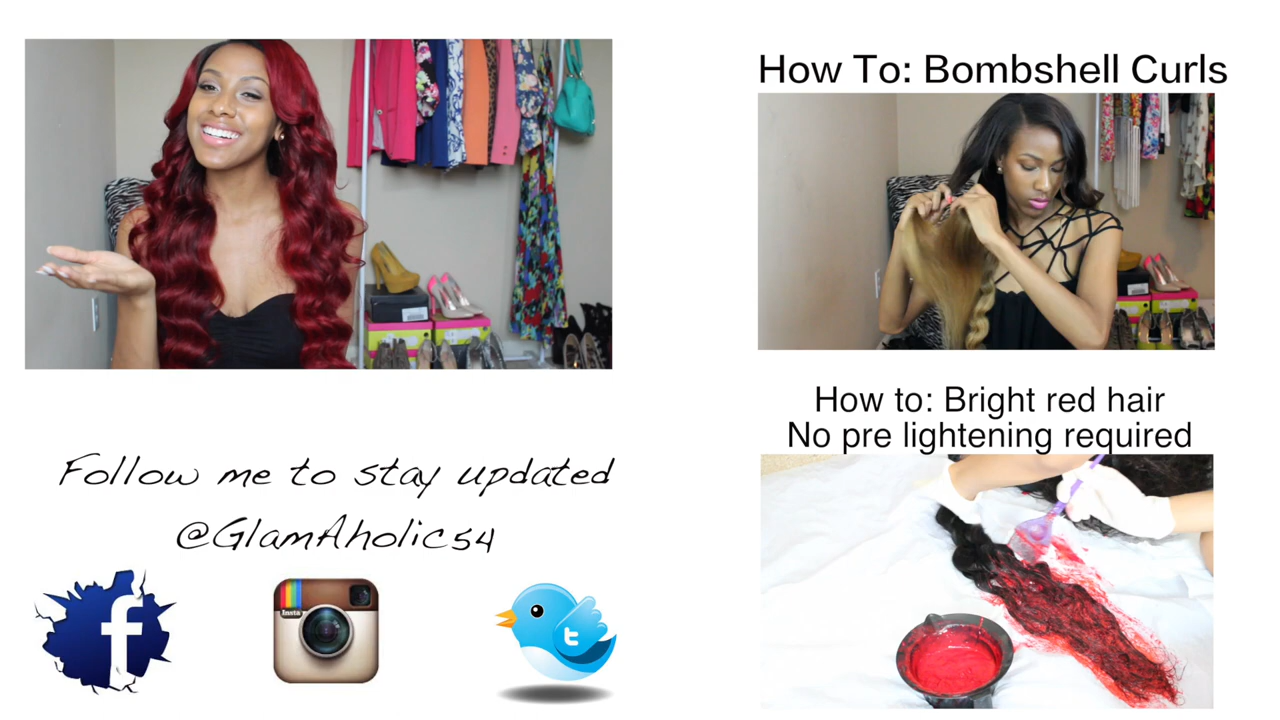 How To: Bombshell Curls
How to: Bright red hair
No pre lightening required
Follow me to stay updated
@GlamAholic54
f
Insta
t